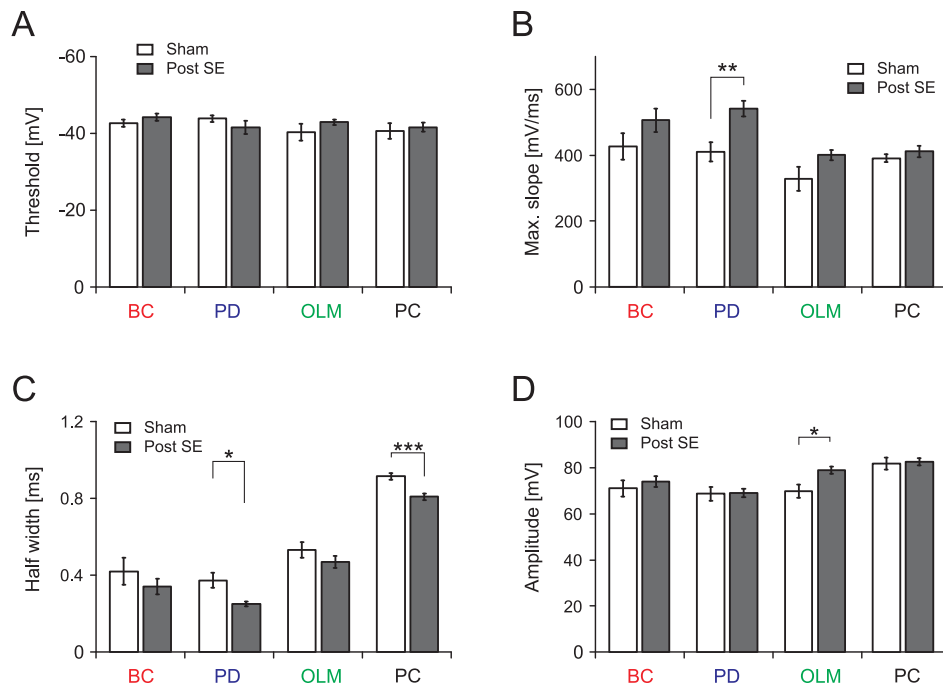 A
Sham
Post SE
Threshold [mV]
-60
-40
-20
0
BC PD OLM PC
B
Sham
Post SE
**
Max. slope [mV/ms]
600
400
200
0
BC PD OLM PC
C
Sham
Post SE
*
***
Half width [ms]
1.2
0.8
0.4
0
BC PD OLM PC
D
Sham
Post SE
*
Amplitude [mV]
100
80
60
40
20
0
BC PD OLM PC